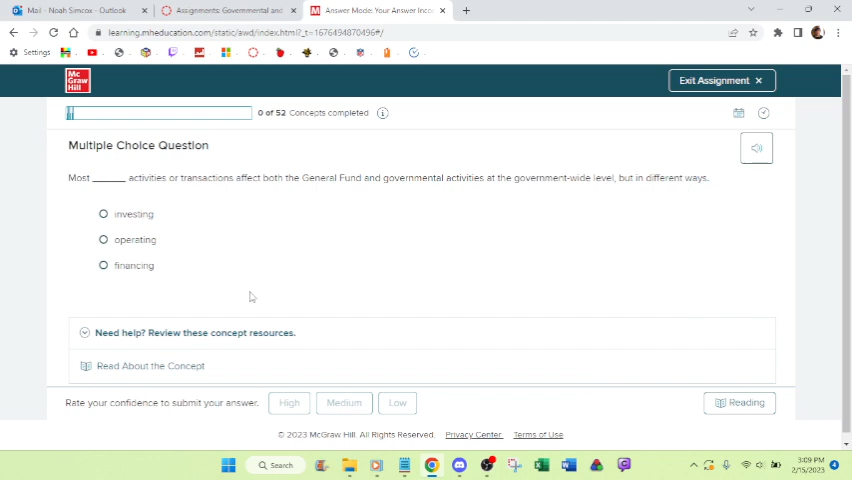 Mail - Noah Simcox - Outlook
Assignments: Governmental and
Answer Mode: Your Answer Inco
learning.mheducation.com/static/awd/index.html?_t=1676494870496#/
Settings
Mc Graw Hill
Exit Assignment
0 of 52 Concepts completed
Multiple Choice Question
Most ______ activities or transactions affect both the General Fund and governmental activities at the government-wide level, but in different ways.
investing
operating
financing
Need help? Review these concept resources.
Read About the Concept
Rate your confidence to submit your answer. High Medium Low Reading
© 2023 McGraw Hill. All Rights Reserved. Privacy Center Terms of Use
Search
3:09 PM
2/15/2023
4